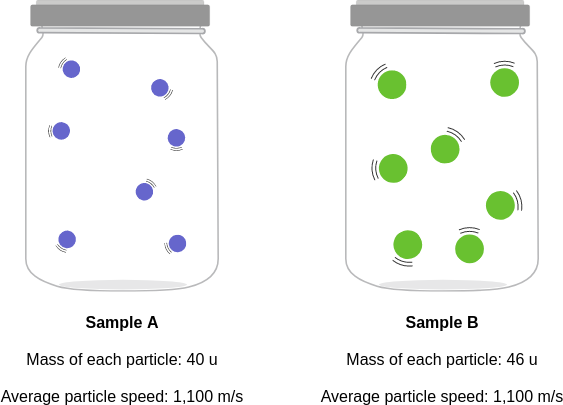 Sample A
Mass of each particle: 40 u
Average particle speed: 1,100 m/s
Sample B
Mass of each particle: 46 u
Average particle speed: 1,100 m/s